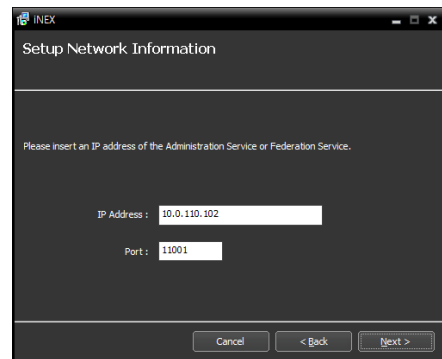 iNEX
Setup Network Information
Please insert an IP address of the Administration Service or Federation Service.
IP Address : 10.0.110.102
Port : 11001
Cancel < Back Next >